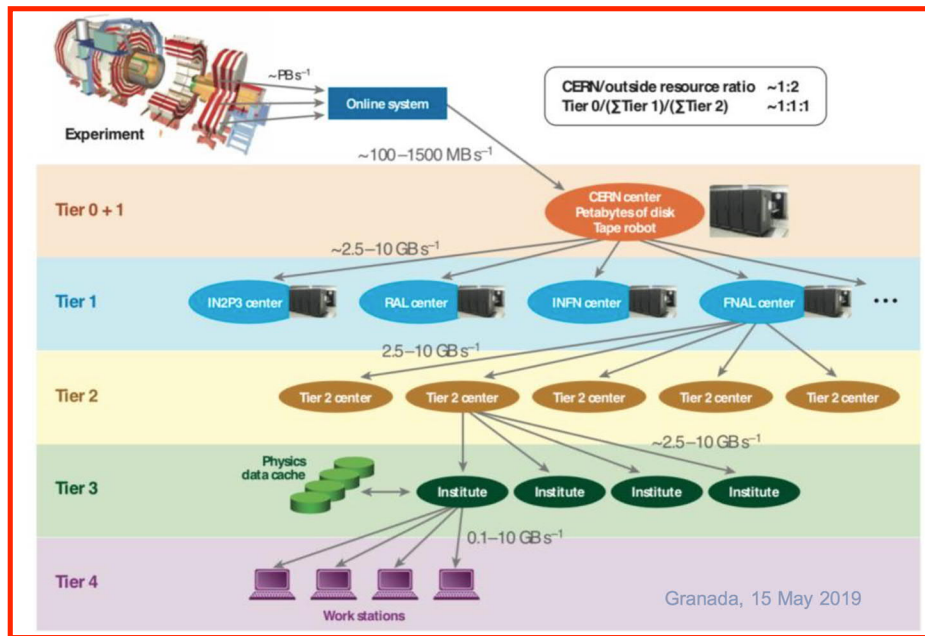 ~PBs⁻¹
Online system
Experiment
CERN/outside resource ratio ~1:2
Tier 0/(∑Tier 1)/(∑Tier 2) ~1:1:1
~100–1500 MBs⁻¹
Tier 0 + 1
CERN center
Petabytes of disk
Tape robot
~2.5–10 GBs⁻¹
Tier 1
IN2P3 center
RAL center
INFN center
FNAL center
...
2.5–10 GBs⁻¹
Tier 2
Tier 2 center
Tier 2 center
Tier 2 center
Tier 2 center
Tier 2 center
~2.5–10 GBs⁻¹
Physics
data cache
Tier 3
Institute
Institute
Institute
Institute
0.1–10 GBs⁻¹
Tier 4
Work stations
Granada, 15 May 2019